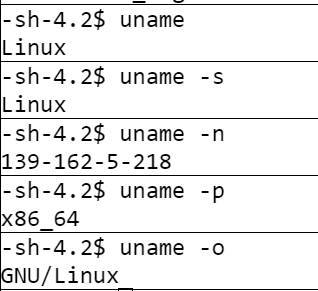 -sh-4.2$ uname
Linux
-sh-4.2$ uname -s
Linux
-sh-4.2$ uname -n
139-162-5-218
-sh-4.2$ uname -p
x86_64
-sh-4.2$ uname -o
GNU/Linux